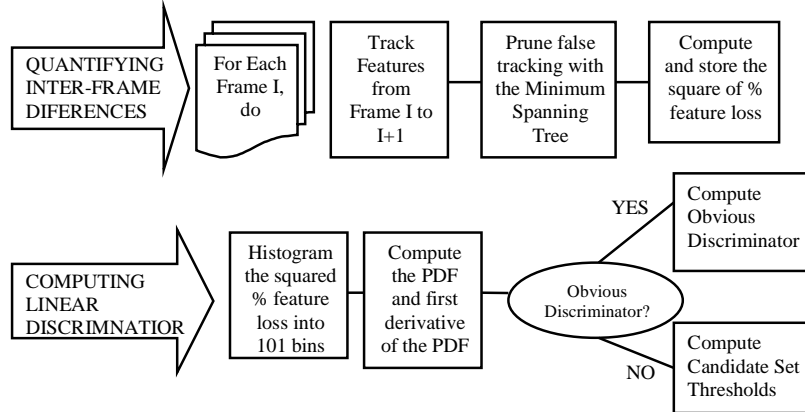 QUANTIFYING
INTER-FRAME
DIFERENCES
For Each
Frame I,
do
Track
Features
from
Frame I to
I+1
Prune false
tracking with
the Minimum
Spanning
Tree
Compute
and store the
square of %
feature loss
COMPUTING
LINEAR
DISCRIMNATIOR
Histogram
the squared
% feature
loss into
101 bins
Compute
the PDF
and first
derivative
of the PDF
Obvious
Discriminator?
YES
Compute
Obvious
Discriminator
NO
Compute
Candidate Set
Thresholds